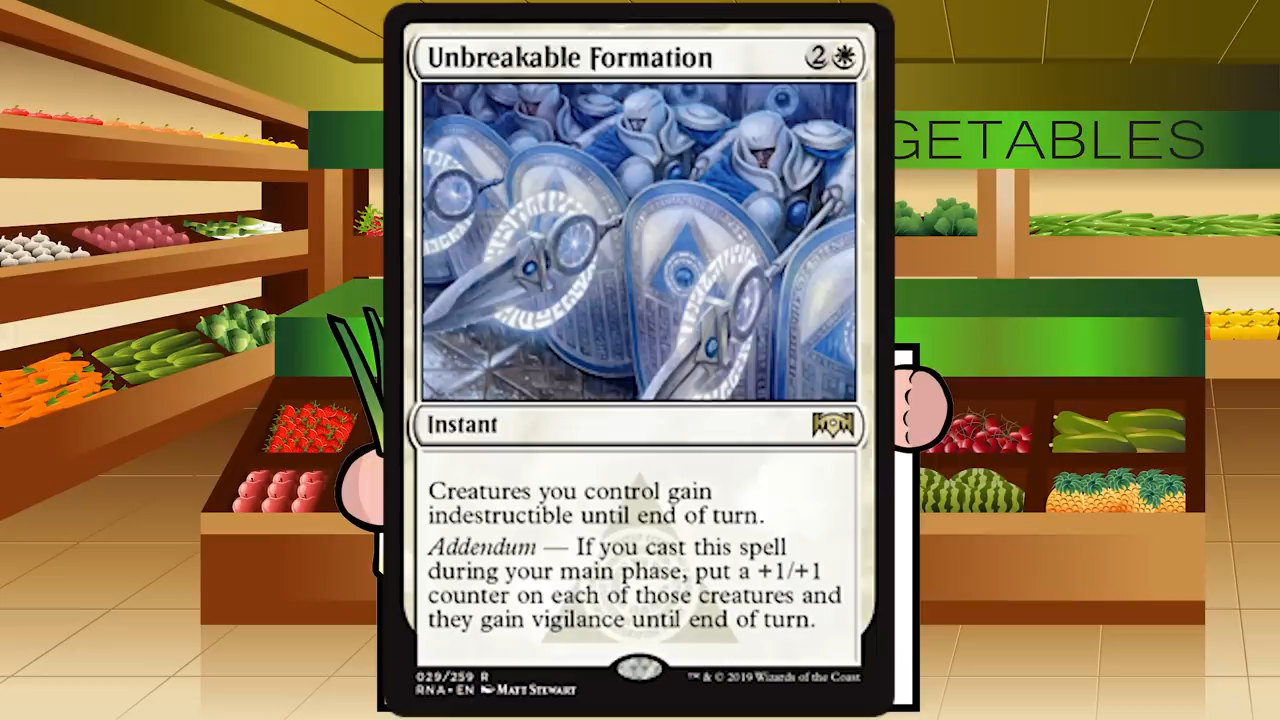 Unbreakable Formation 2
GETABLES
Instant
Creatures you control gain
indestructible until end of turn.
Addendum — If you cast this spell
during your main phase, put a +1/+1
counter on each of those creatures and
they gain vigilance until end of turn.
029/259 R
RNA • EN MATT STEWART
™ & © 2019 Wizards of the Coast